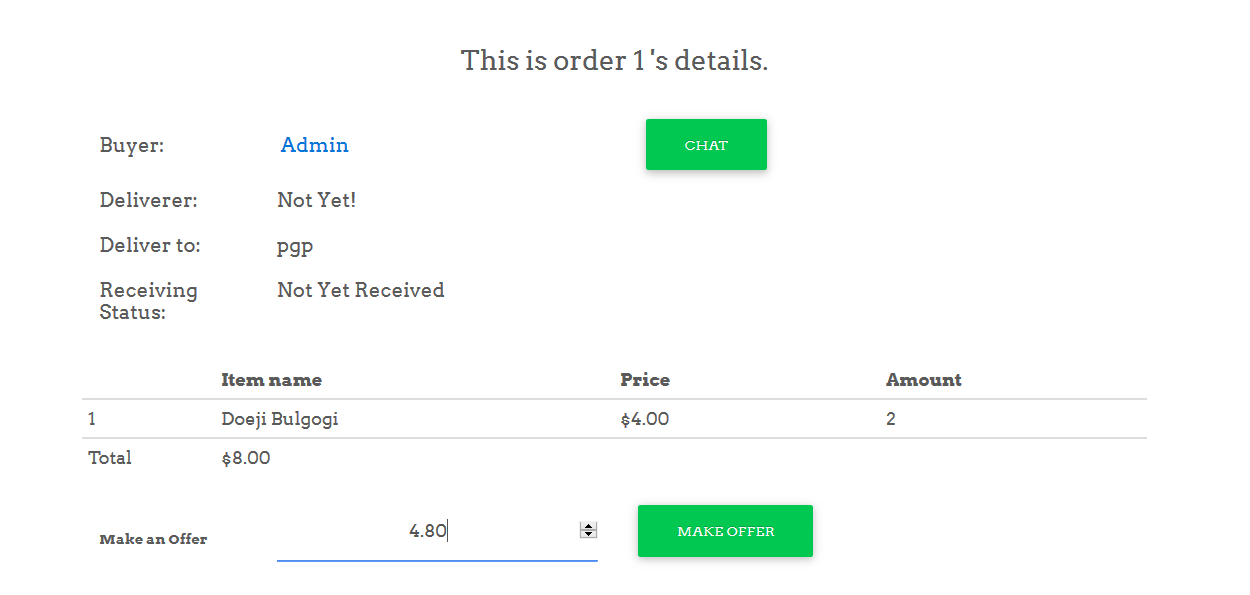 This is order 1's details.
Buyer: Admin CHAT
Deliverer: Not Yet!
Deliver to: pgp
Receiving Not Yet Received
Status:
Item name Price Amount
1 Doeji Bulgogi $4.00 2
Total $8.00
Make an Offer 4.80 MAKE OFFER